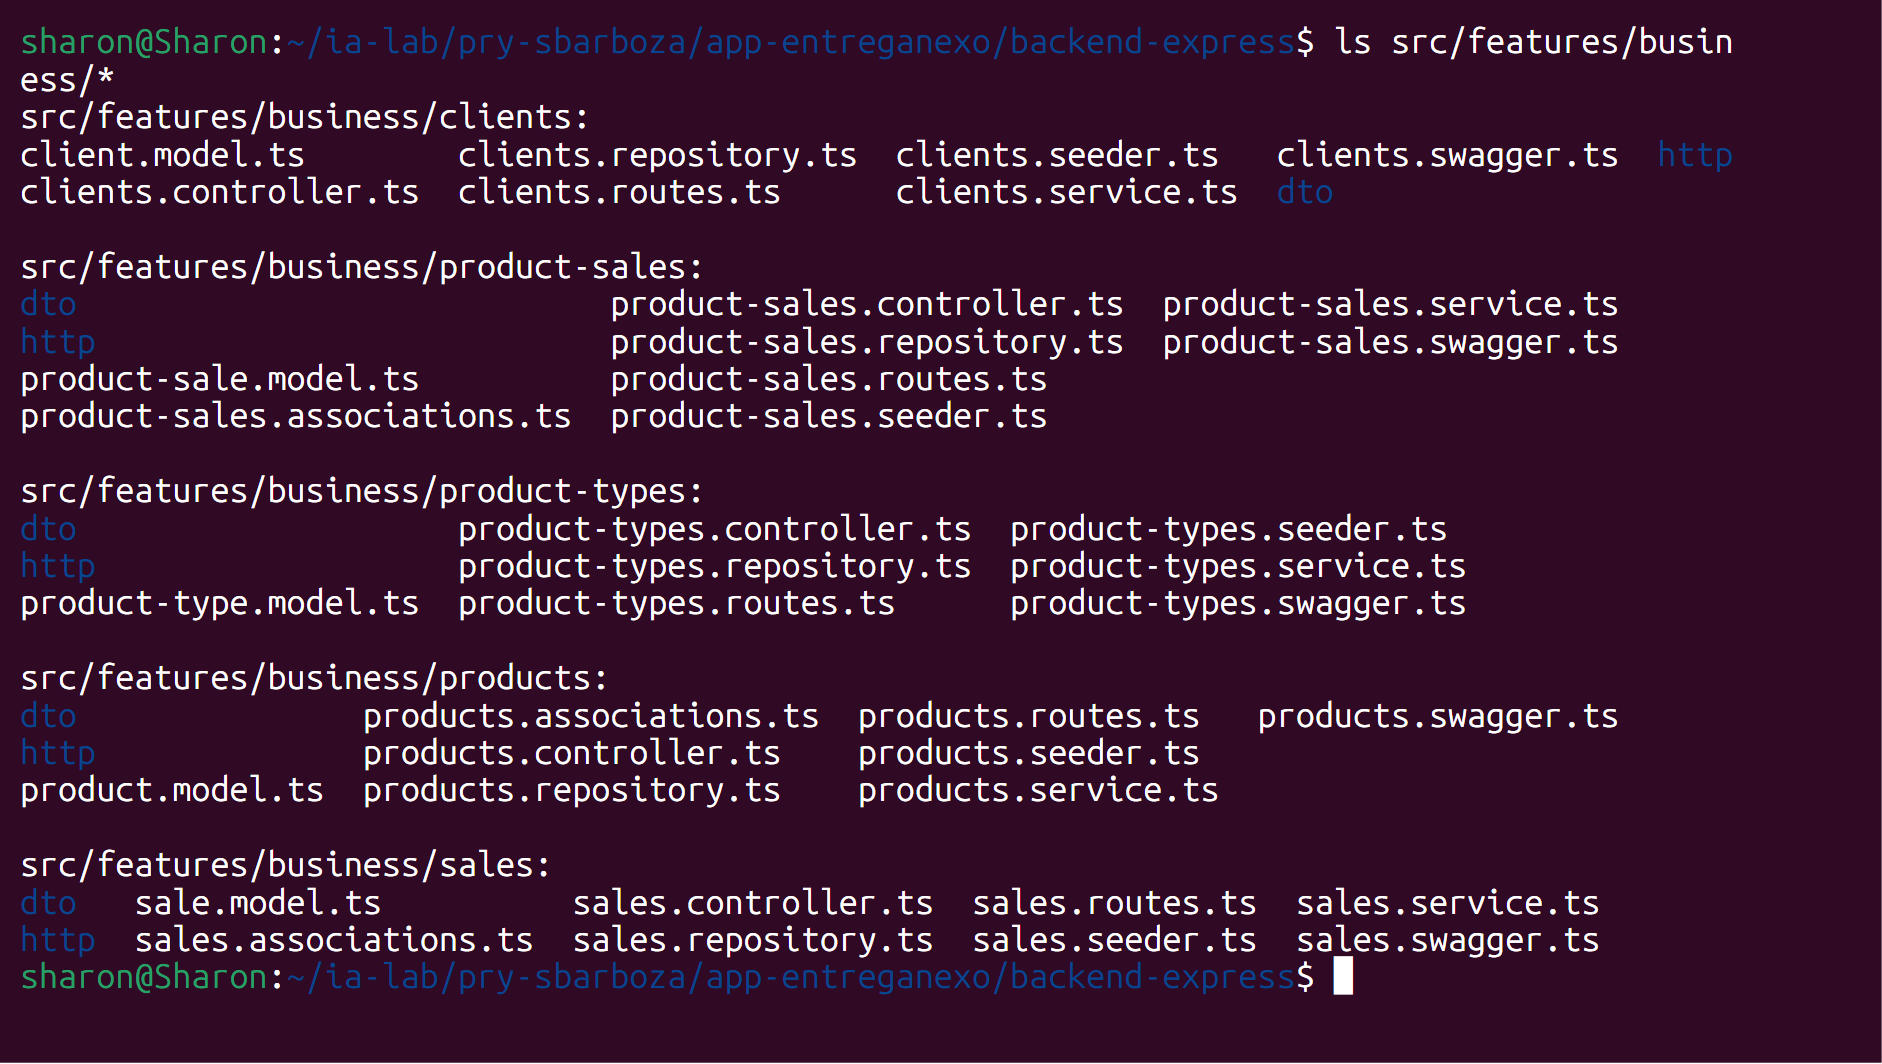 sharon@Sharon:~/ia-lab/pry-sbarboza/app-entreganexo/backend-express$ ls src/features/busin
ess/*
src/features/business/clients:
client.model.ts        clients.repository.ts  clients.seeder.ts   clients.swagger.ts  http
clients.controller.ts  clients.routes.ts      clients.service.ts  dto

src/features/business/product-sales:
dto                            product-sales.controller.ts  product-sales.service.ts
http                           product-sales.repository.ts  product-sales.swagger.ts
product-sale.model.ts          product-sales.routes.ts
product-sales.associations.ts  product-sales.seeder.ts

src/features/business/product-types:
dto                    product-types.controller.ts  product-types.seeder.ts
http                   product-types.repository.ts  product-types.service.ts
product-type.model.ts  product-types.routes.ts      product-types.swagger.ts

src/features/business/products:
dto               products.associations.ts  products.routes.ts   products.swagger.ts
http              products.controller.ts    products.seeder.ts
product.model.ts  products.repository.ts    products.service.ts

src/features/business/sales:
dto   sale.model.ts          sales.controller.ts  sales.routes.ts  sales.service.ts
http  sales.associations.ts  sales.repository.ts  sales.seeder.ts  sales.swagger.ts
sharon@Sharon:~/ia-lab/pry-sbarboza/app-entreganexo/backend-express$